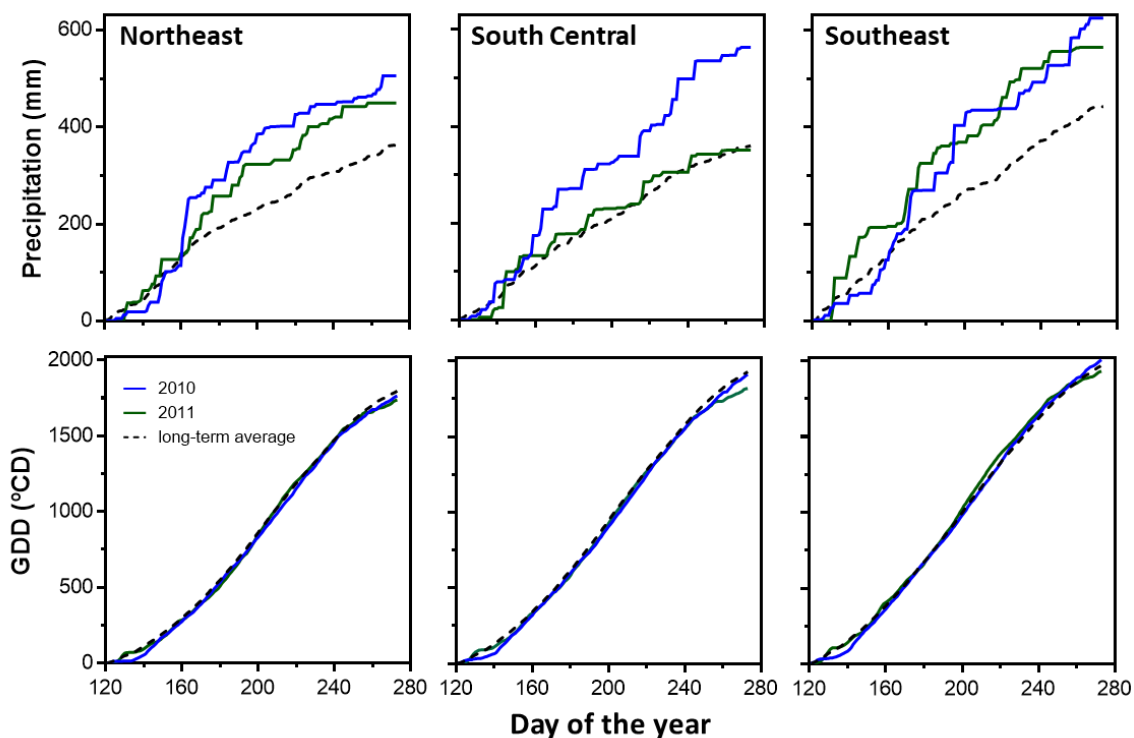 Northeast
South Central
Southeast
Precipitation (mm)
600
400
200
0
GDD (°CD)
2000
1500
1000
500
0
2010
2011
long-term average
120 160 200 240 280
120 160 200 240 280
120 160 200 240 280
Day of the year